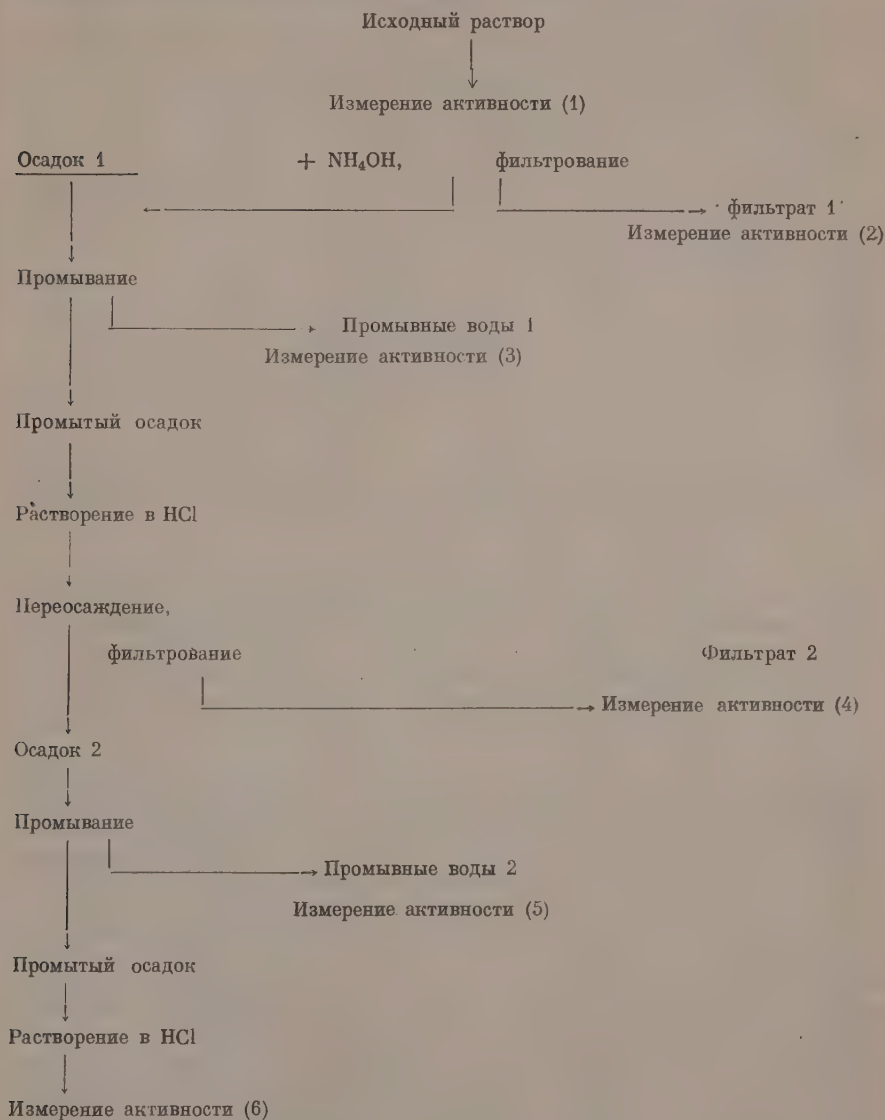 Исходный раствор
Измерение активности (1)
Осадок 1 + NH₄OH, фильтрование
фильтрат 1
Измерение активности (2)
Промывание
Промывные воды 1
Измерение активности (3)
Промытый осадок
Растворение в HCl
Переосаждение,
фильтрование Фильтрат 2
Измерение активности (4)
Осадок 2
Промывание
Промывные воды 2
Измерение активности (5)
Промытый осадок
Растворение в HCl
Измерение активности (6)